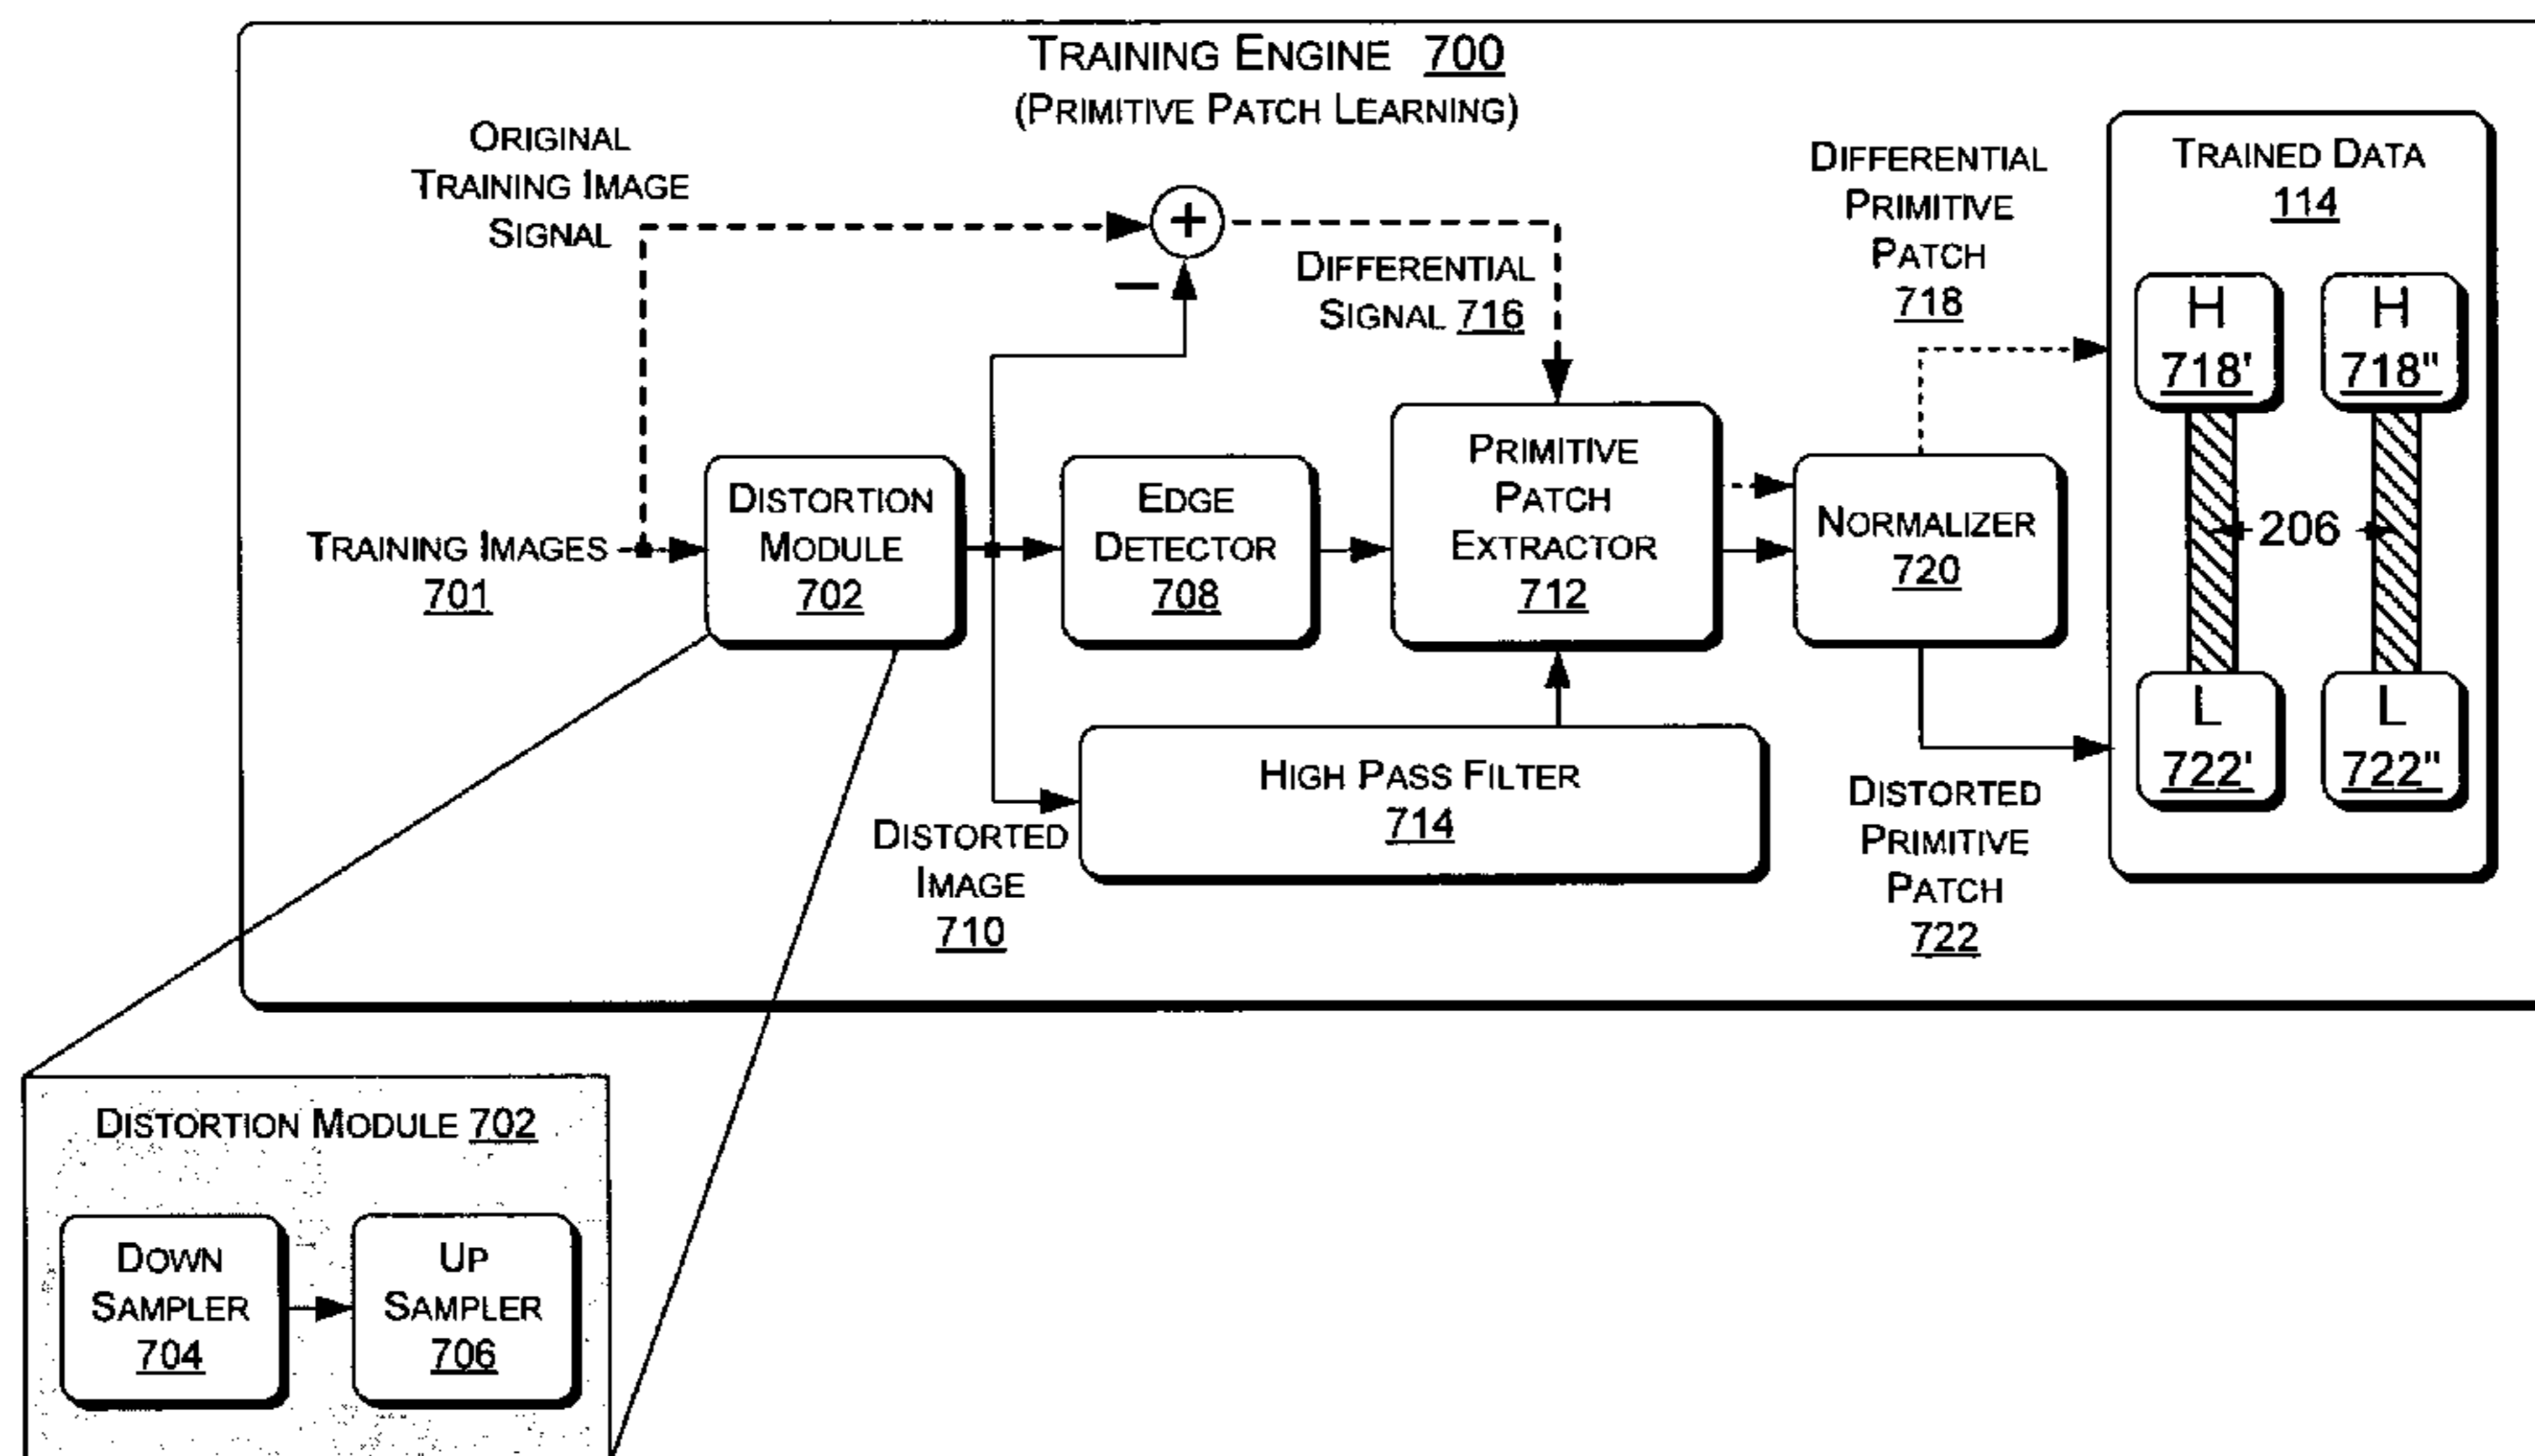 TRAINING ENGINE 700
(PRIMITIVE PATCH LEARNING)
ORIGINAL
TRAINING IMAGE
SIGNAL
+
−
DIFFERENTIAL
SIGNAL 716
DIFFERENTIAL
PRIMITIVE
PATCH
718
TRAINED DATA
114
H
718'
H
718"
206
L
722'
L
722"
TRAINING IMAGES
701
DISTORTION
MODULE
702
EDGE
DETECTOR
708
PRIMITIVE
PATCH
EXTRACTOR
712
NORMALIZER
720
HIGH PASS FILTER
714
DISTORTED
IMAGE
710
DISTORTED
PRIMITIVE
PATCH
722
DISTORTION MODULE 702
DOWN
SAMPLER
704
UP
SAMPLER
706